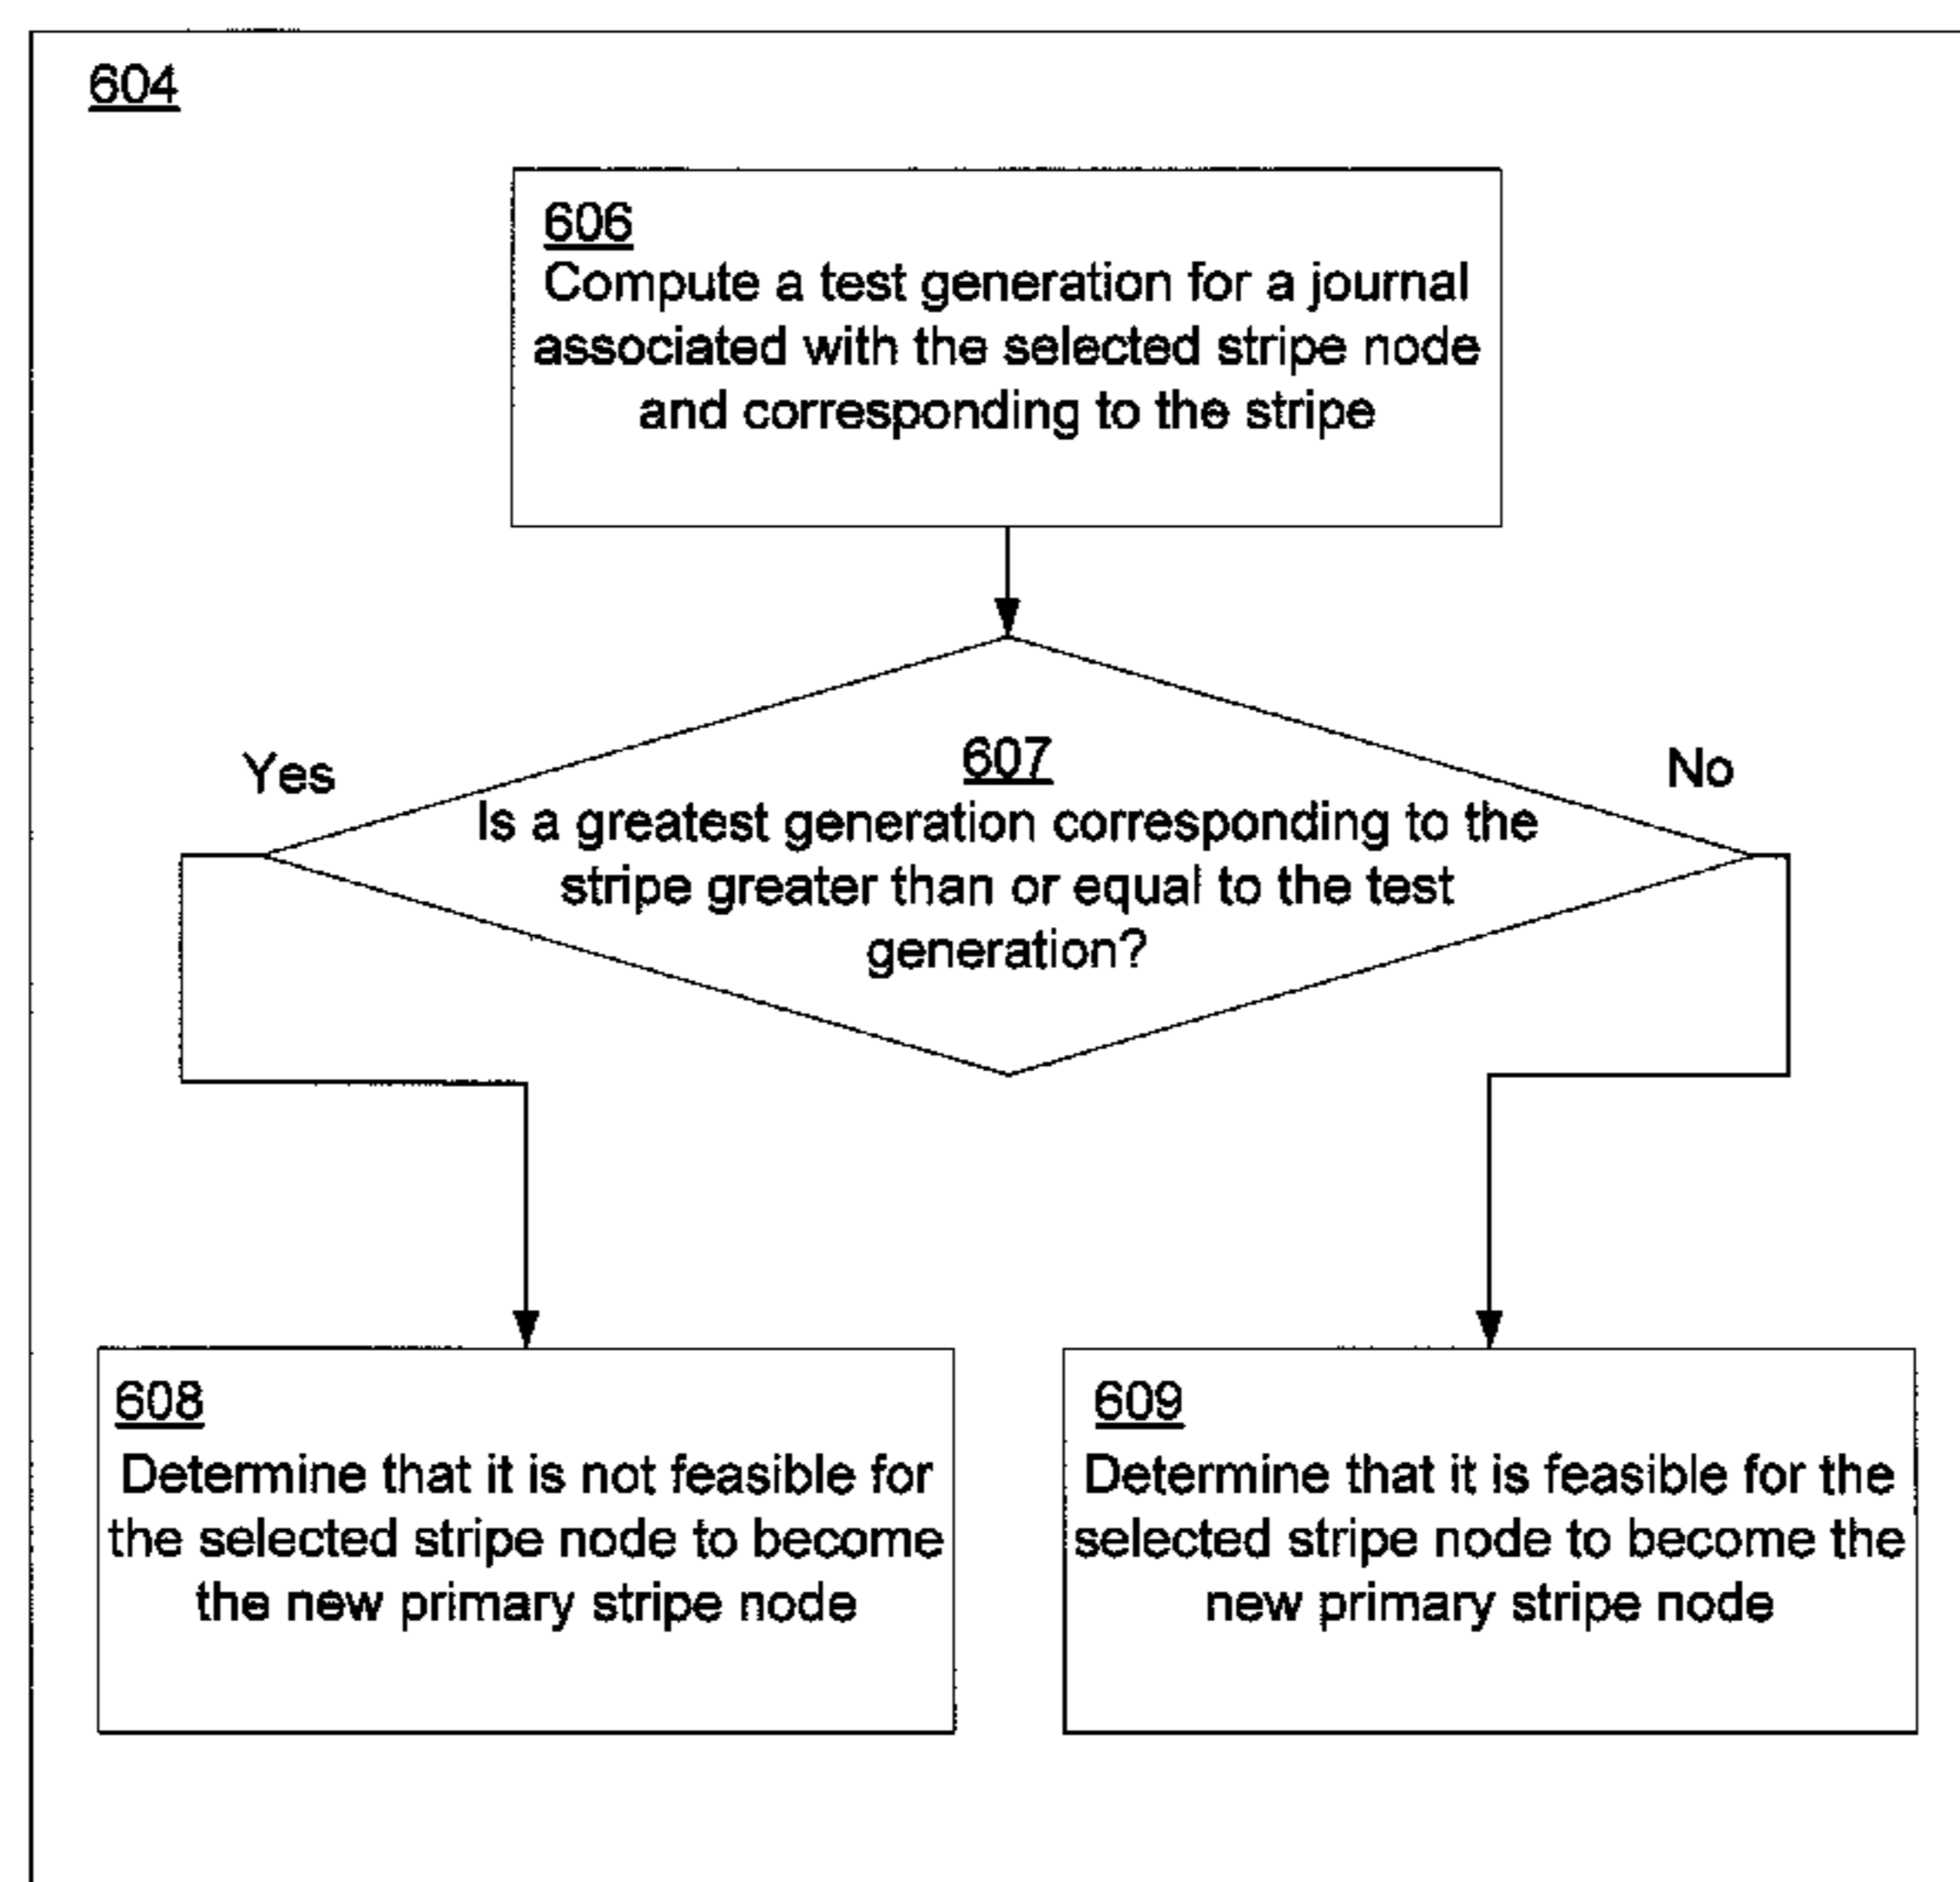 604
606
Compute a test generation for a journal
associated with the selected stripe node
and corresponding to the stripe
Yes
No
607
Is a greatest generation corresponding to the
stripe greater than or equal to the test
generation?
608
Determine that it is not feasible for
the selected stripe node to become
the new primary stripe node
609
Determine that it is feasible for the
selected stripe node to become the
new primary stripe node